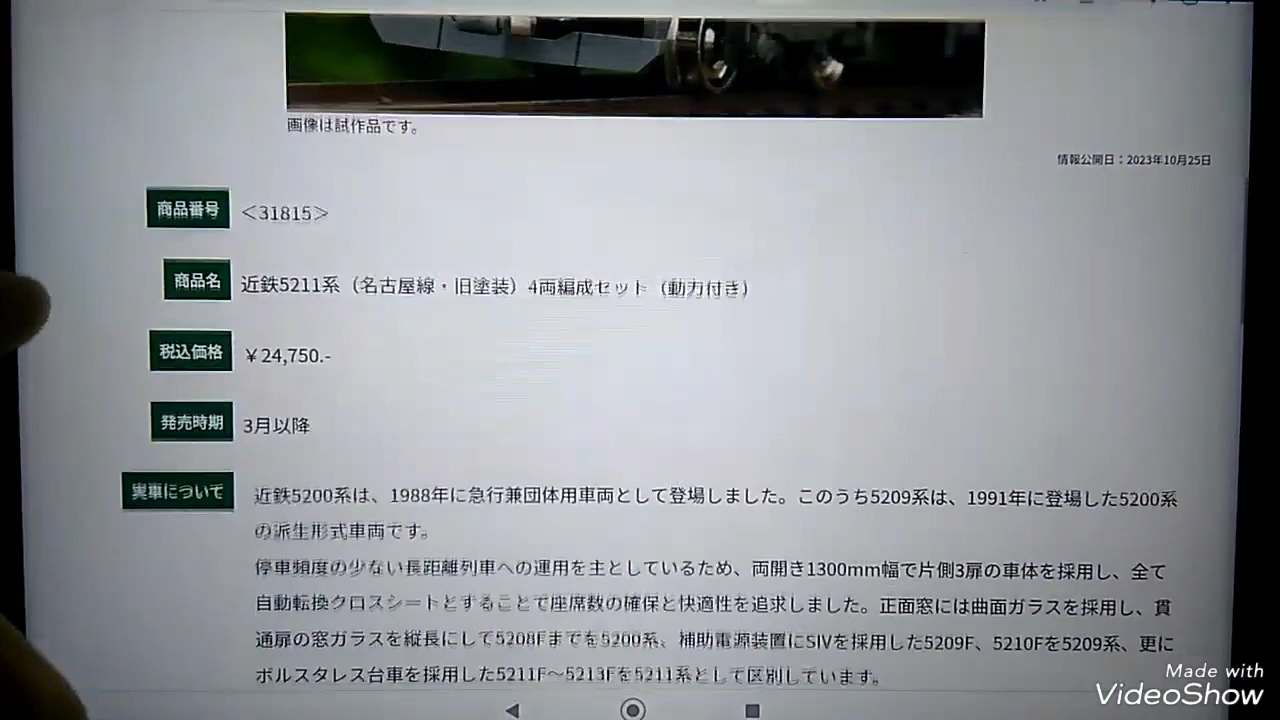 画像は試作品です。
情報公開日：2023年10月25日
商品番号 ＜31815＞
商品名 近鉄5211系（名古屋線・旧塗装）4両編成セット（動力付き）
税込価格 ￥24,750.-
発売時期 3月以降
実車について 近鉄5200系は、1988年に急行兼団体用車両として登場しました。このうち5209系は、1991年に登場した5200系
の派生形式車両です。
停車頻度の少ない長距離列車への運用を主としているため、両開き1300mm幅で片側3扉の車体を採用し、全て
自動転換クロスシートとすることで座席数の確保と快適性を追求しました。正面窓には曲面ガラスを採用し、貫
通扉の窓ガラスを縦長にして5208Fまでを5200系、補助電源装置にSIVを採用した5209F、5210Fを5209系、更に
ボルスタレス台車を採用した5211F～5213Fを5211系として区別しています。
Made with
VideoShow